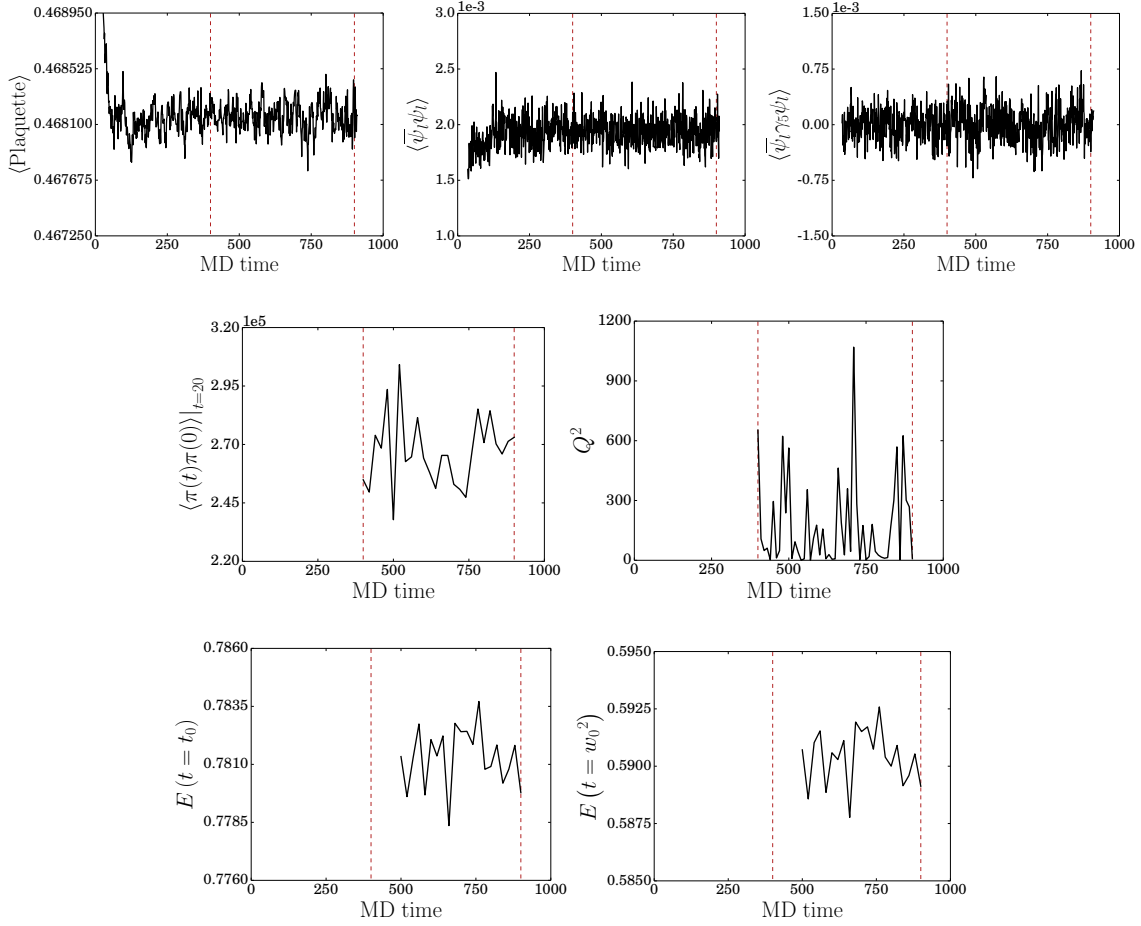 ⟨Plaquette⟩
0.468950
0.468525
0.468100
0.467675
0.467250
0 250 500 750 1000
MD time
⟨ψ̅_lψ_l⟩
3.0 1e-3
2.5
2.0
1.5
1.0
0 250 500 750 1000
MD time
⟨ψ̅_lγ_5ψ_l⟩
1.50 1e-3
0.75
0.00
-0.75
-1.50
0 250 500 750 1000
MD time
⟨π(t)π(0)⟩|_{t=20}
3.20 1e5
2.95
2.70
2.45
2.20
0 250 500 750 1000
MD time
Q^2
1200
900
600
300
0
0 250 500 750 1000
MD time
E (t = t_0)
0.7860
0.7835
0.7810
0.7785
0.7760
0 250 500 750 1000
MD time
E (t = w_0^2)
0.5950
0.5925
0.5900
0.5875
0.5850
0 250 500 750 1000
MD time